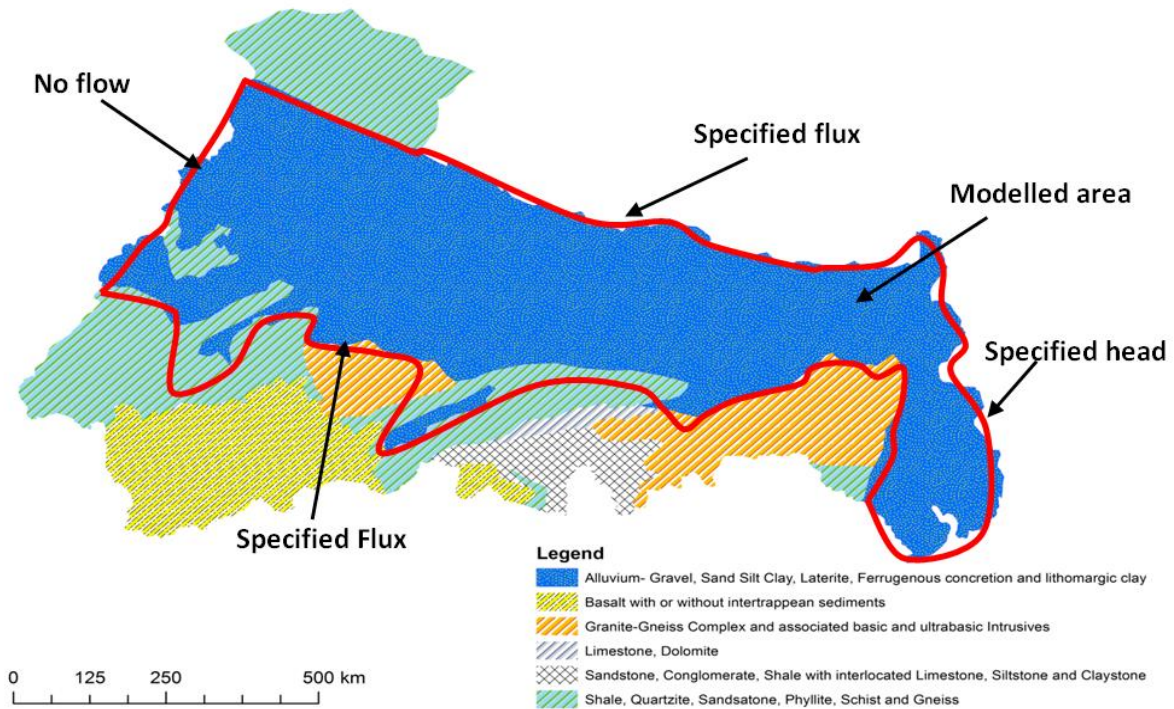 No flow
Specified flux
Modelled area
Specified head
Specified Flux
Legend
Alluvium- Gravel, Sand Silt Clay, Laterite, Ferrugenous concretion and lithomargic clay
Basalt with or without intertrappean sediments
Granite-Gneiss Complex and associated basic and ultrabasic Intrusives
Limestone, Dolomite
Sandstone, Conglomerate, Shale with interlocated Limestone, Siltstone and Claystone
Shale, Quartzite, Sandsatone, Phyllite, Schist and Gneiss
0 125 250 500 km